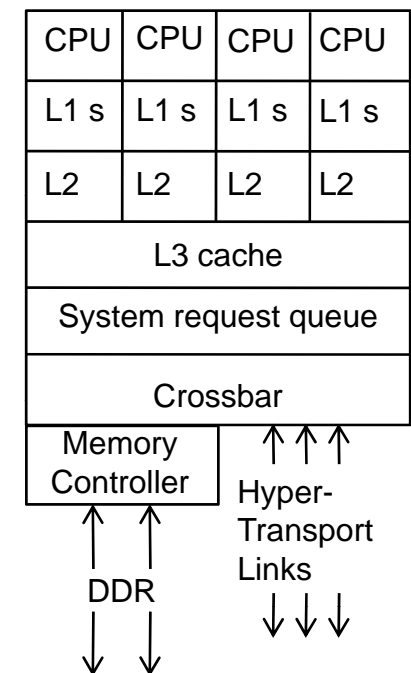 CPU CPU CPU CPU
L1 s L1 s L1 s L1 s
L2 L2 L2 L2
L3 cache
System request queue
Crossbar
Memory
Controller
Hyper-
Transport
Links
DDR